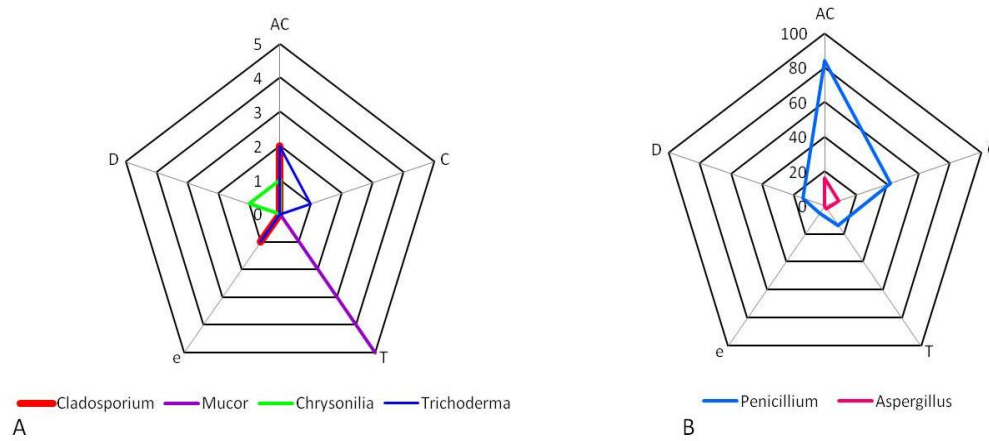 AC
5
4
3
2
1
0
D
C
e
T
Cladosporium Mucor Chrysonilia Trichoderma
A
AC
100
80
60
40
20
0
D
e
T
Penicillium Aspergillus
B